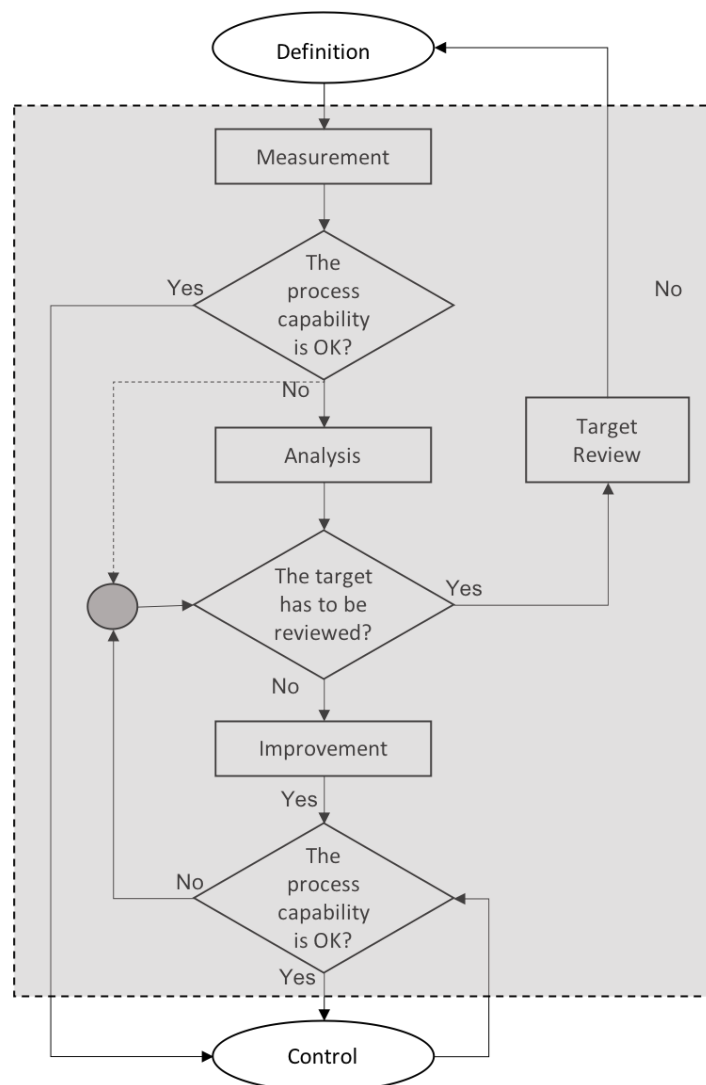 Definition
Measurement
Yes
The
process
capability
is OK?
No
No
Analysis
Target
Review
The target
has to be
reviewed?
Yes
No
Improvement
Yes
No
The
process
capability
is OK?
Yes
Control